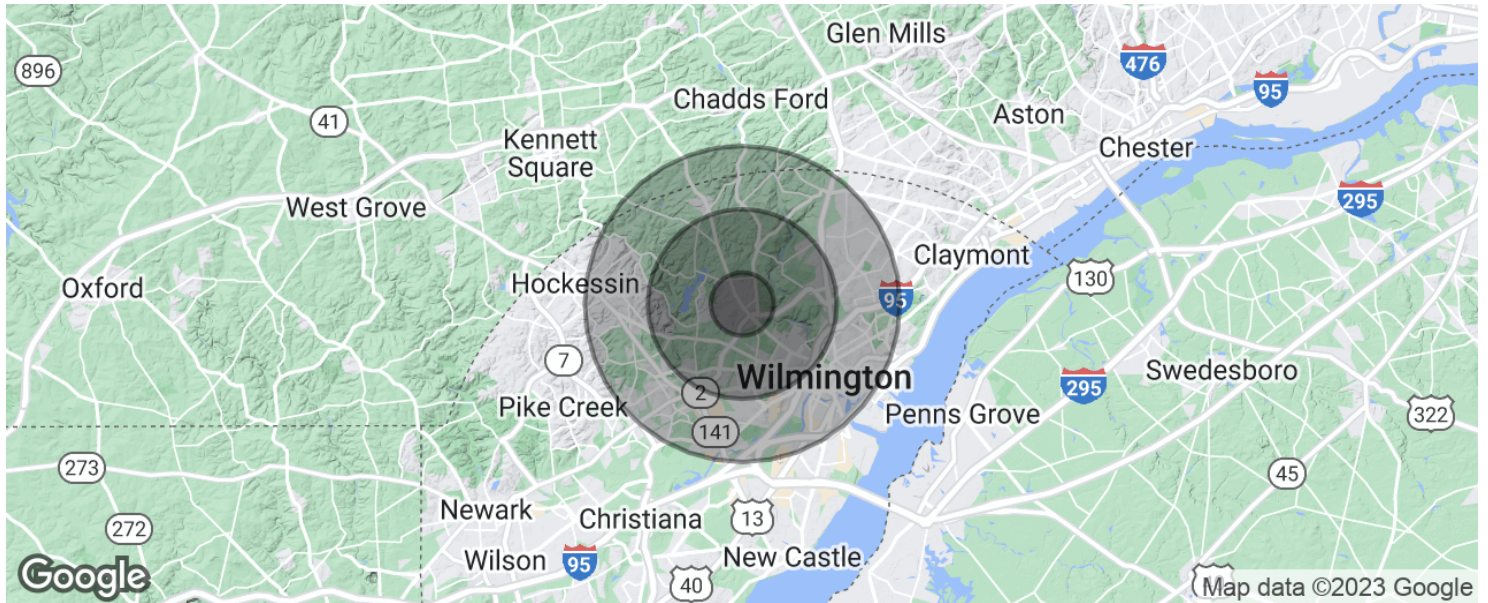 Glen Mills
476
896
95
Chadds Ford
Aston
41
Kennett
Square
Chester
295
West Grove
Claymont
130
Hockessin
Oxford
95
7
Swedesboro
Wilmington
295
2
Pike Creek
Penns Grove
322
141
273
45
Newark
Christiana
13
272
Wilson
95
New Castle
40
Google
Map data ©2023 Google